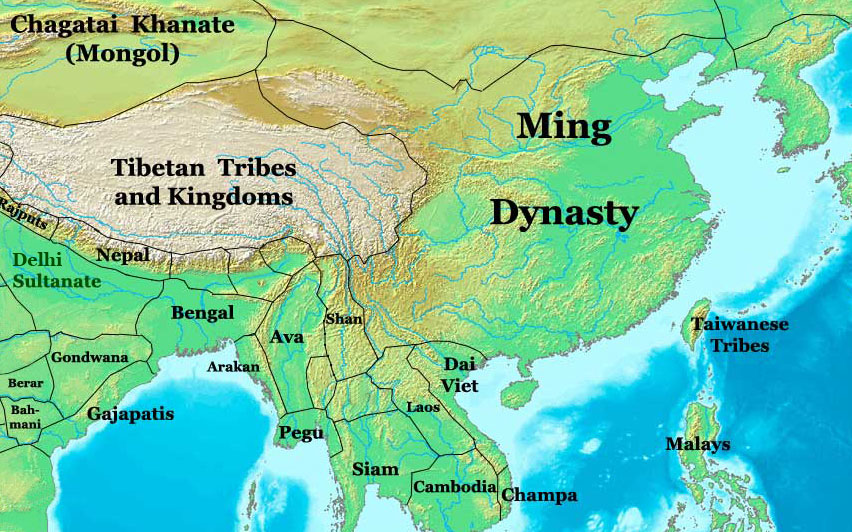 Chagatai Khanate
(Mongol)
Ming
Tibetan Tribes
and Kingdoms
Dynasty
Rajputs
Nepal
Delhi
Sultanate
Bengal
Shan
Ava
Taiwanese
Tribes
Gondwana
Arakan
Dai
Viet
Berar
Bah-
mani
Gajapatis
Laos
Pegu
Malays
Siam
Cambodia
Champa